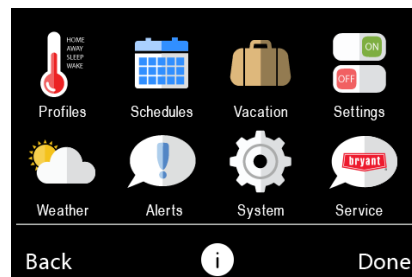 HOME
AWAY
SLEEP
WAKE
ON
OFF
Profiles Schedules Vacation Settings
!
i
bryant
Weather Alerts System Service
Back i Done